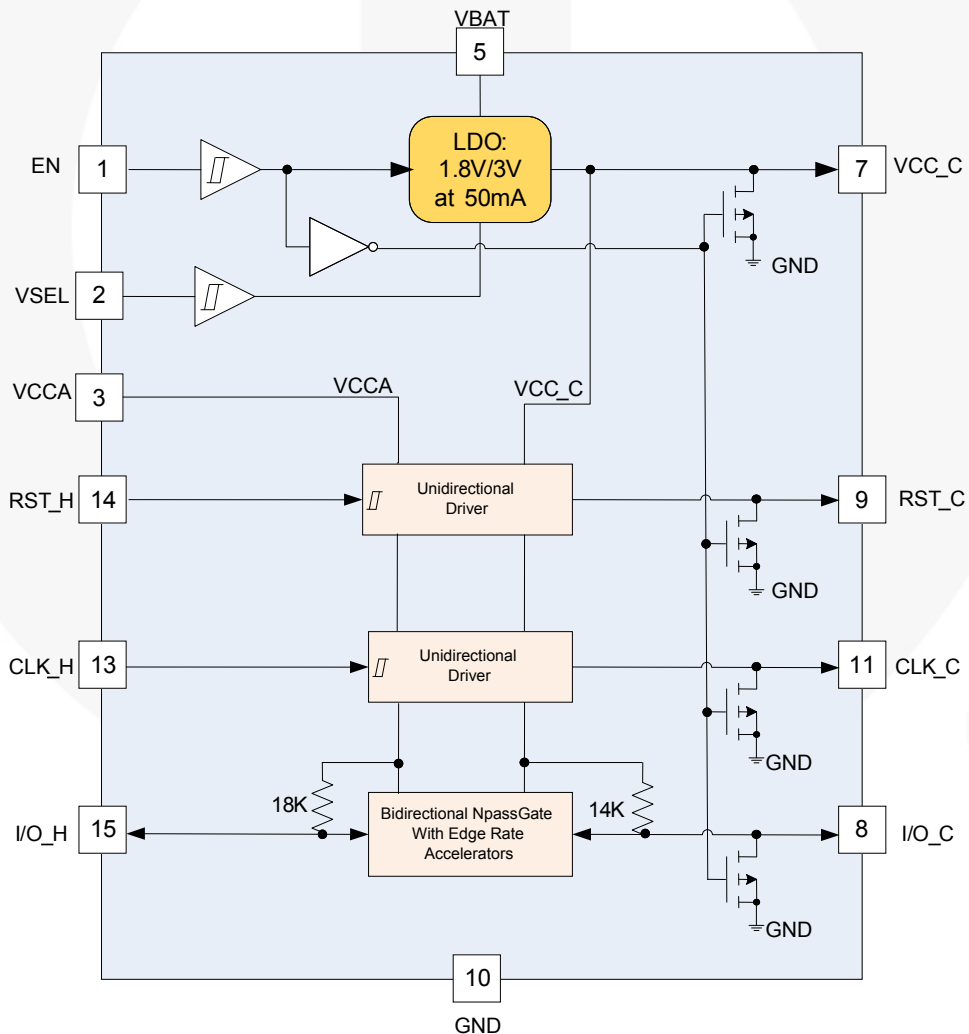 VBAT
5
EN
1
LDO:
1.8V/3V
at 50mA
7
VCC_C
GND
VSEL
2
VCCA
3
VCCA
VCC_C
RST_H
14
Unidirectional
Driver
9
RST_C
GND
CLK_H
13
Unidirectional
Driver
11
CLK_C
GND
18K
14K
I/O_H
15
Bidirectional NpassGate
With Edge Rate
Accelerators
8
I/O_C
GND
10
GND